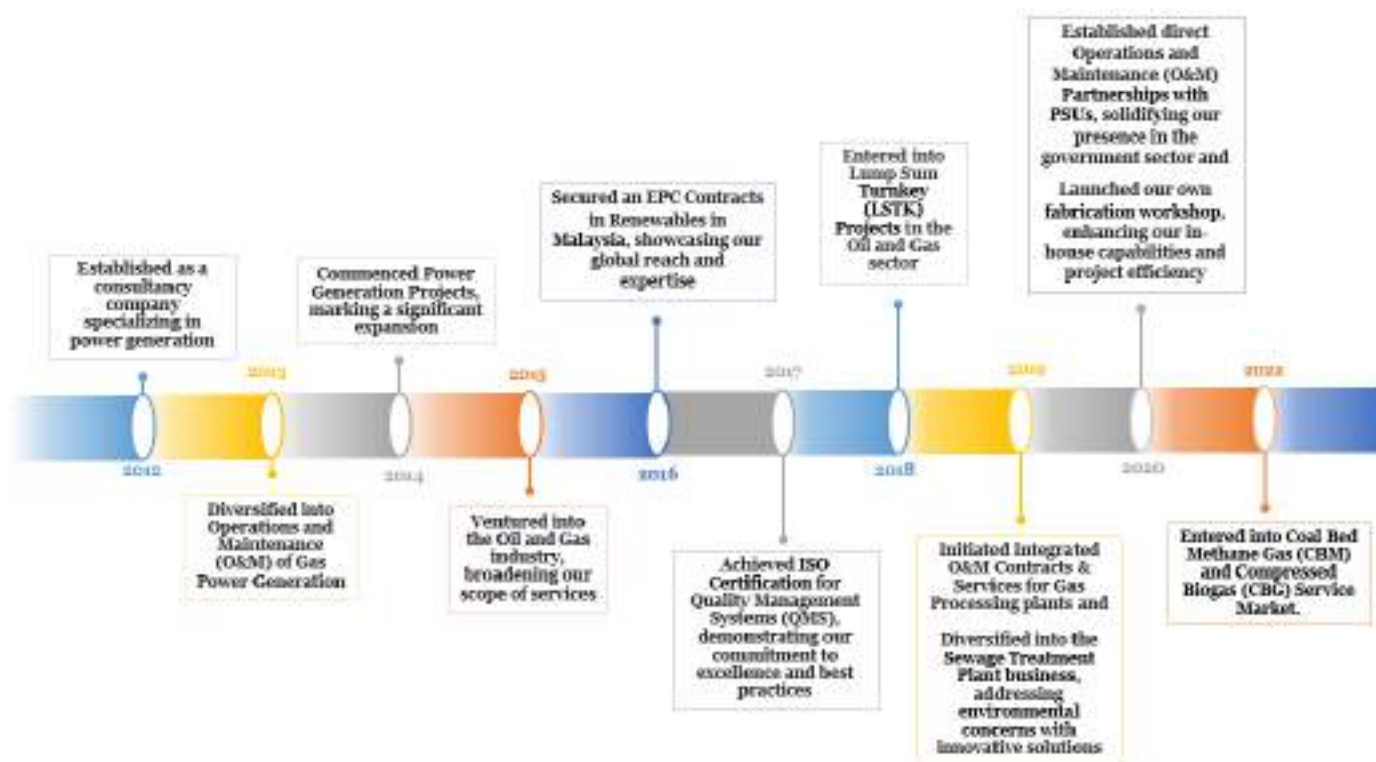 Established as a
consultancy
company
specializing in
power generation
2012
2013
Diversified into
Operations and
Maintenance
(O&M) of Gas
Power Generation
Commenced Power
Generation Projects,
marking a significant
expansion
2014
2015
Ventured into
the Oil and Gas
industry,
broadening our
scope of services
Secured an EPC Contracts
in Renewables in
Malaysia, showcasing our
global reach and
expertise
2016
2017
Achieved ISO
Certification for
Quality Management
Systems (QMS),
demonstrating our
commitment to
excellence and best
practices
Entered into
Lump Sum
Turnkey
(LSTK)
Projects in the
Oil and Gas
sector
2018
2019
Initiated Integrated
O&M Contracts &
Services for Gas
Processing plants and
Diversified into the
Sewage Treatment
Plant business,
addressing
environmental
concerns with
innovative solutions
Established direct
Operations and
Maintenance (O&M)
Partnerships with
PSUs, solidifying our
presence in the
government sector and
Launched our own
fabrication workshop,
enhancing our in-
house capabilities and
project efficiency
2020
2022
Entered into Coal Bed
Methane Gas (CBM)
and Compressed
Biogas (CBG) Service
Market.